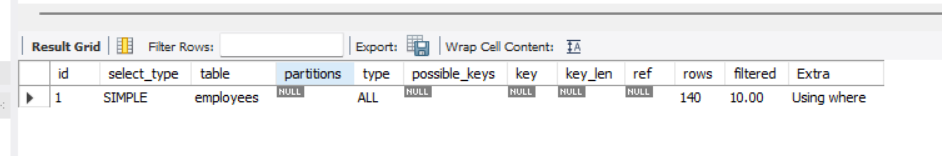 Result Grid Filter Rows: Export: Wrap Cell Content: IA
id select_type table partitions type possible_keys key key_len ref rows filtered Extra
1 SIMPLE employees NULL ALL NULL NULL NULL NULL 140 10.00 Using where